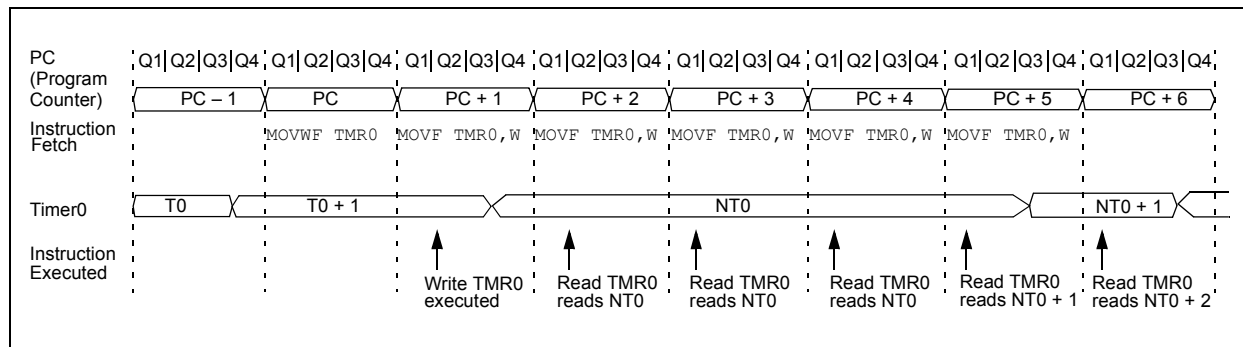 PC
(Program
Counter)
Q1 Q2 Q3 Q4 Q1 Q2 Q3 Q4 Q1 Q2 Q3 Q4 Q1 Q2 Q3 Q4 Q1 Q2 Q3 Q4 Q1 Q2 Q3 Q4 Q1 Q2 Q3 Q4 Q1 Q2 Q3 Q4
PC – 1 PC PC + 1 PC + 2 PC + 3 PC + 4 PC + 5 PC + 6
Instruction
Fetch
MOVWF TMR0 MOVF TMR0,W MOVF TMR0,W MOVF TMR0,W MOVF TMR0,W MOVF TMR0,W
Timer0
T0 T0 + 1 NT0 NT0 + 1
Instruction
Executed
Write TMR0
executed
Read TMR0
reads NT0
Read TMR0
reads NT0
Read TMR0
reads NT0
Read TMR0
reads NT0 + 1
Read TMR0
reads NT0 + 2